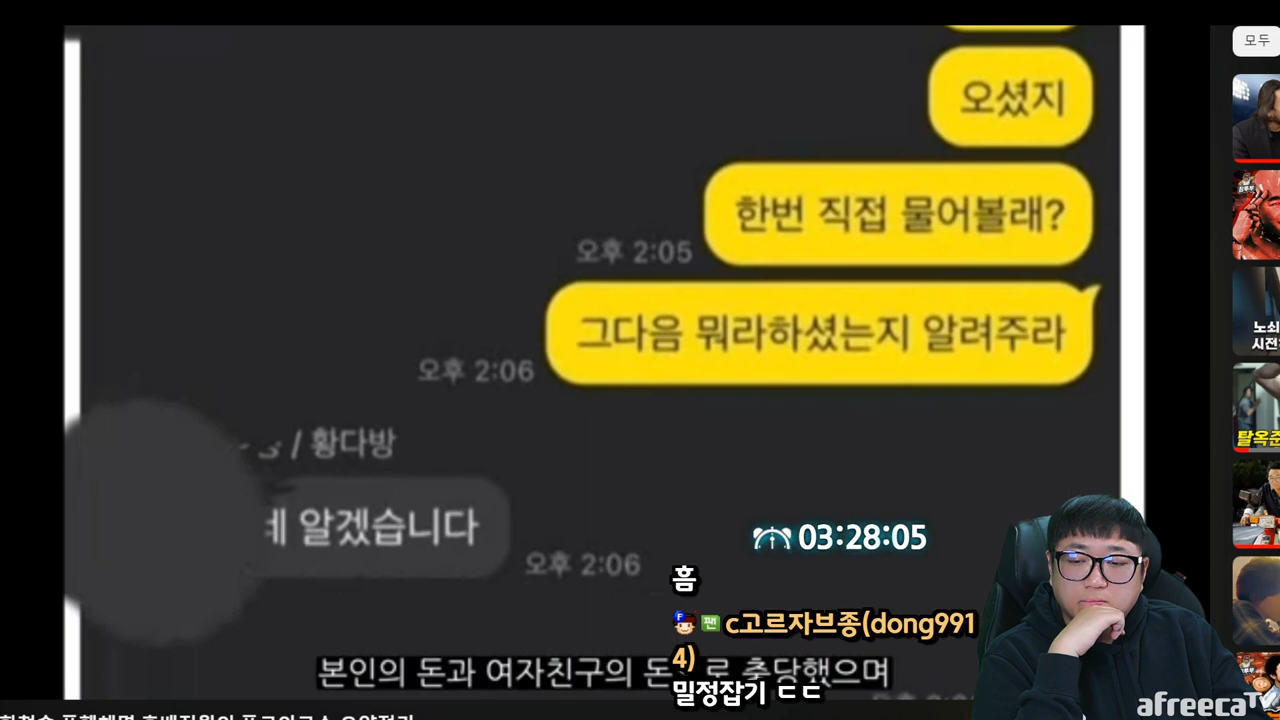 모두
오셨지
한번 직접 물어볼래?
오후 2:05
그다음 뭐라하셨는지 알려주라
오후 2:06
/ 황다방
네 알겠습니다
오후 2:06
노쇠
시전
탈옥준
03:28:05
흠
팬 c고르자브종(dong991
4)
밀정잡기 ㄷㄷ
본인의 돈과 여자친구의 돈으로 충당했으며
afreecaTV